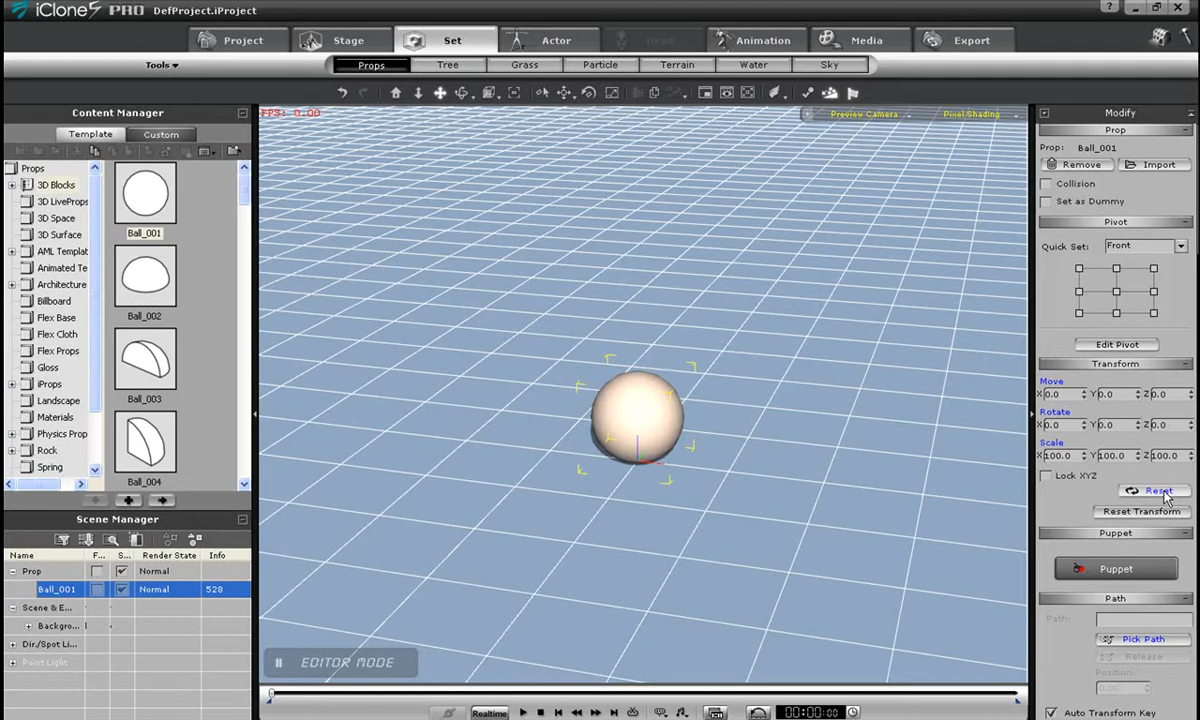 iClone5 PRO DefProject.iProject
Project Stage Set Actor Head Animation Media Export
Tools Props Tree Grass Particle Terrain Water Sky
Content Manager
Template Custom
Props
3D Blocks
3D LiveProps
3D Space
3D Surface
AML Templat
Animated Te
Architecture
Billboard
Flex Base
Flex Cloth
Flex Props
Gloss
iProps
Landscape
Materials
Physics Prop
Rock
Spring
Ball_001
Ball_002
Ball_003
Ball_004
Scene Manager
Name F... S... Render State Info
Prop Normal
Ball_001 Normal 528
Scene & E...
Backgro...
Dir./Spot Li...
Point Light
FPS: 0.00
Preview Camera Pixel Shading
EDITOR MODE
Realtime 00:00:00
Modify
Prop
Prop: Ball_001
Remove Import
Collision
Set as Dummy
Pivot
Quick Set: Front
Edit Pivot
Transform
Move
X 0.0 Y 0.0 Z 0.0
Rotate
X 0.0 Y 0.0 Z 0.0
Scale
X 100.0 Y 100.0 Z 100.0
Lock XYZ
Reset
Reset Transform
Puppet
Puppet
Path
Path:
Pick Path
Release
Position:
0.00
Auto Transform Key